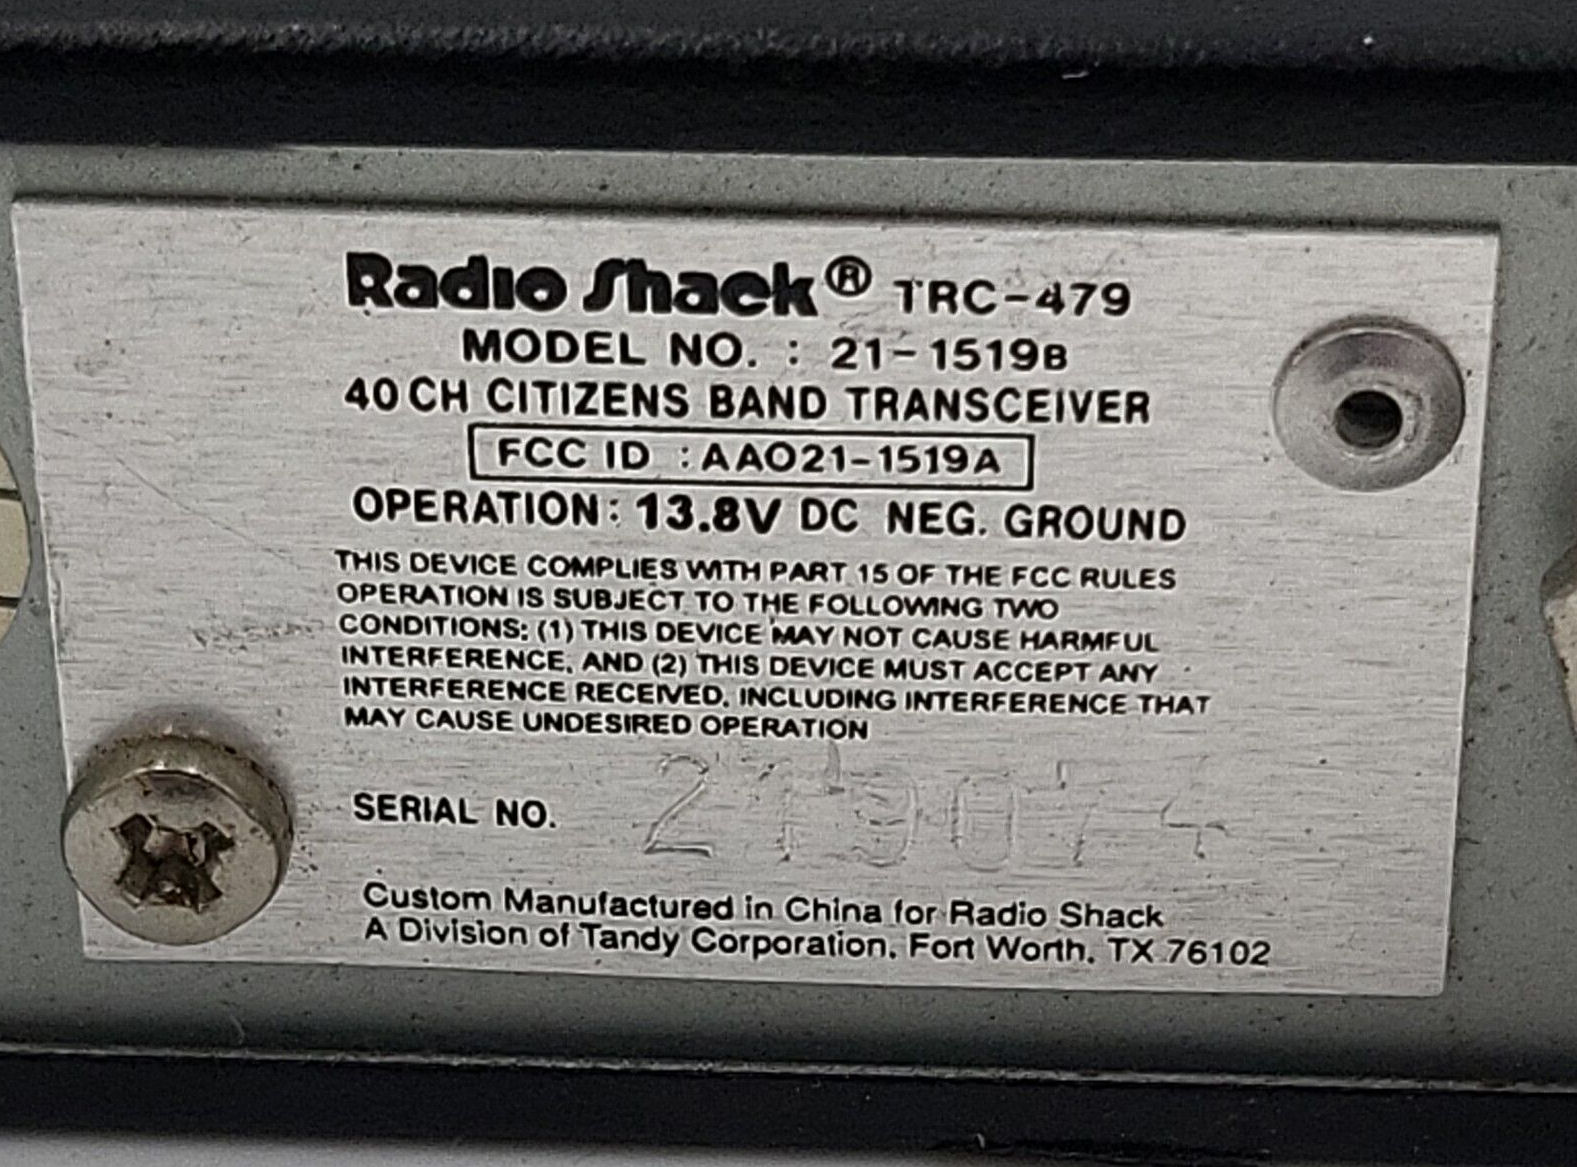 Radio Shack® TRC-479
MODEL NO. : 21-1519B
40 CH CITIZENS BAND TRANSCEIVER
FCC ID : AAO21-1519A
OPERATION: 13.8V DC NEG. GROUND
THIS DEVICE COMPLIES WITH PART 15 OF THE FCC RULES
OPERATION IS SUBJECT TO THE FOLLOWING TWO
CONDITIONS: (1) THIS DEVICE MAY NOT CAUSE HARMFUL
INTERFERENCE, AND (2) THIS DEVICE MUST ACCEPT ANY
INTERFERENCE RECEIVED, INCLUDING INTERFERENCE THAT
MAY CAUSE UNDESIRED OPERATION
SERIAL NO.
Custom Manufactured in China for Radio Shack
A Division of Tandy Corporation, Fort Worth, TX 76102